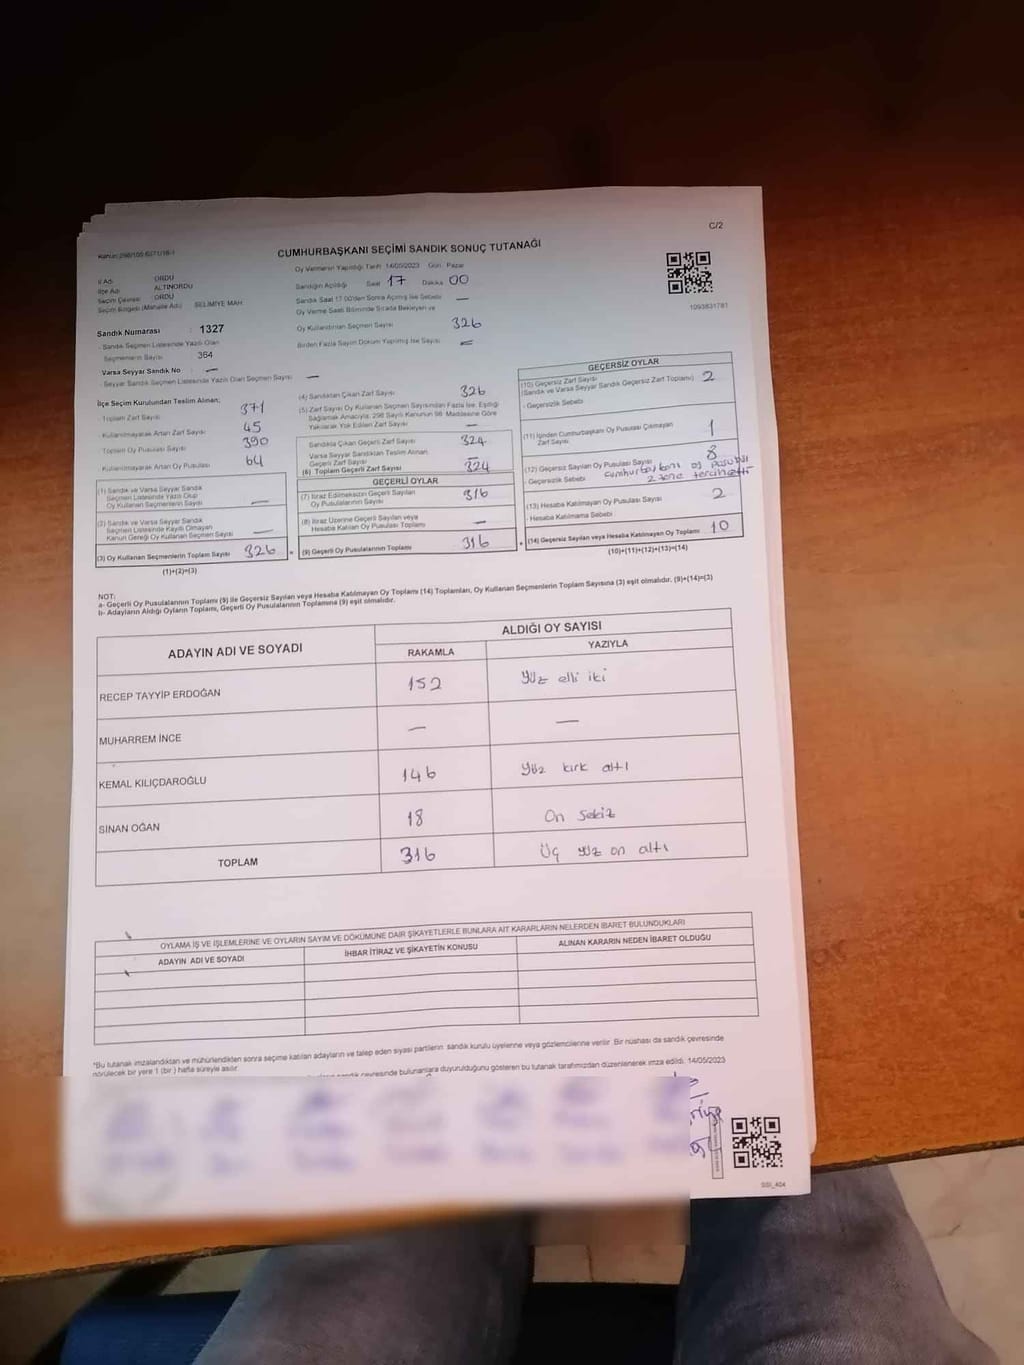 C/2
CUMHURBAŞKANI SEÇİMİ SANDIK SONUÇ TUTANAĞI
1093831781
İl Adı : ORDU
İlçe Adı : ALTINORDU
Seçim Çevresi : ORDU
Seçim Bölgesi (Mahalle Adı) : SELİMİYE MAH.
Sandık Numarası : 1327
- Sandık Seçmen Listesinde Yazılı Olan
Seçmenlerin Sayısı : 364
Varsa Seyyar Sandık No : —
- Seyyar Sandık Seçmen Listesinde Yazılı Olan Seçmen Sayısı —
Oy Vermenin Yapıldığı Tarih 14/05/2023 Gün: Pazar
Sandığın Açıldığı Saat 17 Dakika 00
Sandık Saat 17.00'den Sonra Açılmış İse Sebebi —
Oy Verme Saati Bitiminde Sırada Bekleyen ve
Oy Kullandırılan Seçmen Sayısı 326
Birden Fazla Sayım Döküm Yapılmış İse Sayısı —
İlçe Seçim Kurulundan Teslim Alınan;
- Toplam Zarf Sayısı 371
- Kullanılmayarak Artan Zarf Sayısı 45
- Toplam Oy Pusulası Sayısı 390
- Kullanılmayarak Artan Oy Pusulası 64
(1) Sandık ve Varsa Seyyar Sandık
Seçmen Listesinde Yazılı Olup
Oy Kullanan Seçmenlerin Sayısı —
(2) Sandık ve Varsa Seyyar Sandık
Seçmen Listesinde Kayıtlı Olmayan
Kanun Gereği Oy Kullanan Seçmen Sayısı —
(3) Oy Kullanan Seçmenlerin Toplam Sayısı 326
(1)+(2)=(3)
(4) Sandıktan Çıkan Zarf Sayısı 326
(5) Zarf Sayısı Oy Kullanan Seçmen Sayısından Fazla İse, Eşitliği
Sağlamak Amacıyla; 298 Sayılı Kanunun 98. Maddesine Göre
Yakılarak Yok Edilen Zarf Sayısı —
Sandıkta Çıkan Geçerli Zarf Sayısı 324
Varsa Seyyar Sandıktan Teslim Alınan
Geçerli Zarf Sayısı —
(6) Toplam Geçerli Zarf Sayısı 324
GEÇERLİ OYLAR
(7) İtiraz Edilmeksizin Geçerli Sayılan
Oy Pusulalarının Sayısı 316
(8) İtiraz Üzerine Geçerli Sayılan veya
Hesaba Katılan Oy Pusulası Toplamı —
(9) Geçerli Oy Pusulalarının Toplamı 316
GEÇERSİZ OYLAR
(10) Geçersiz Zarf Sayısı
(Sandık ve Varsa Seyyar Sandık Geçersiz Zarf Toplamı) 2
- Geçersizlik Sebebi
(11) İçinden Cumhurbaşkanı Oy Pusulası Çıkmayan
Zarf Sayısı 1
(12) Geçersiz Sayılan Oy Pusulası Sayısı 8
- Geçersizlik Sebebi cumhurbaşkanı oy pusulası
2 tane tercih etti
(13) Hesaba Katılmayan Oy Pusulası Sayısı 2
- Hesaba Katılmama Sebebi
(14) Geçersiz Sayılan veya Hesaba Katılmayan Oy Toplamı 10
(10)+(11)+(12)+(13)=(14)
NOT:
a- Geçerli Oy Pusulalarının Toplamı (9) ile Geçersiz Sayılan veya Hesaba Katılmayan Oy Toplamı (14) Toplamları, Oy Kullanan Seçmenlerin Toplam Sayısına (3) eşit olmalıdır. (9)+(14)=(3)
b- Adayların Aldığı Oyların Toplamı, Geçerli Oy Pusulalarının Toplamına (9) eşit olmalıdır.
ADAYIN ADI VE SOYADI ALDIĞI OY SAYISI
RAKAMLA YAZIYLA
RECEP TAYYİP ERDOĞAN 152 yüz elli iki
MUHARREM İNCE — —
KEMAL KILIÇDAROĞLU 146 yüz kırk altı
SİNAN OĞAN 18 On sekiz
TOPLAM 316 Üç yüz on altı
OYLAMA İŞ VE İŞLEMLERİNE VE OYLARIN SAYIM VE DÖKÜMÜNE DAİR ŞİKAYETLERLE BUNLARA AİT KARARLARIN NELERDEN İBARET BULUNDUKLARI
ADAYIN ADI VE SOYADI İHBAR İTİRAZ VE ŞİKAYETİN KONUSU ALINAN KARARIN NEDEN İBARET OLDUĞU
"Bu tutanak imzalandıktan ve mühürlendikten sonra seçime katılan adayların ve talep eden siyasi partilerin sandık kurulu üyelerine veya gözlemcilerine verilir. Bir nüshası da sandık çevresinde
görülecek bir yere 1 (bir) hafta süreyle asılır.
sandık çevresinde bulunanlara duyurulduğunu gösteren bu tutanak tarafımızdan düzenlenerek imza edildi. 14/05/2023
SSİ_404